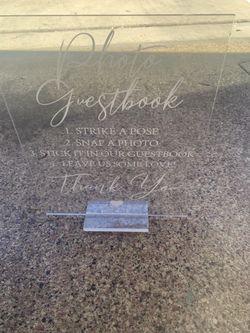 Photo
Guestbook
1. STRIKE A POSE
2. SNAP A PHOTO
3. STICK IT IN OUR GUESTBOOK
4. LEAVE US SOME LOVE!
Thank You